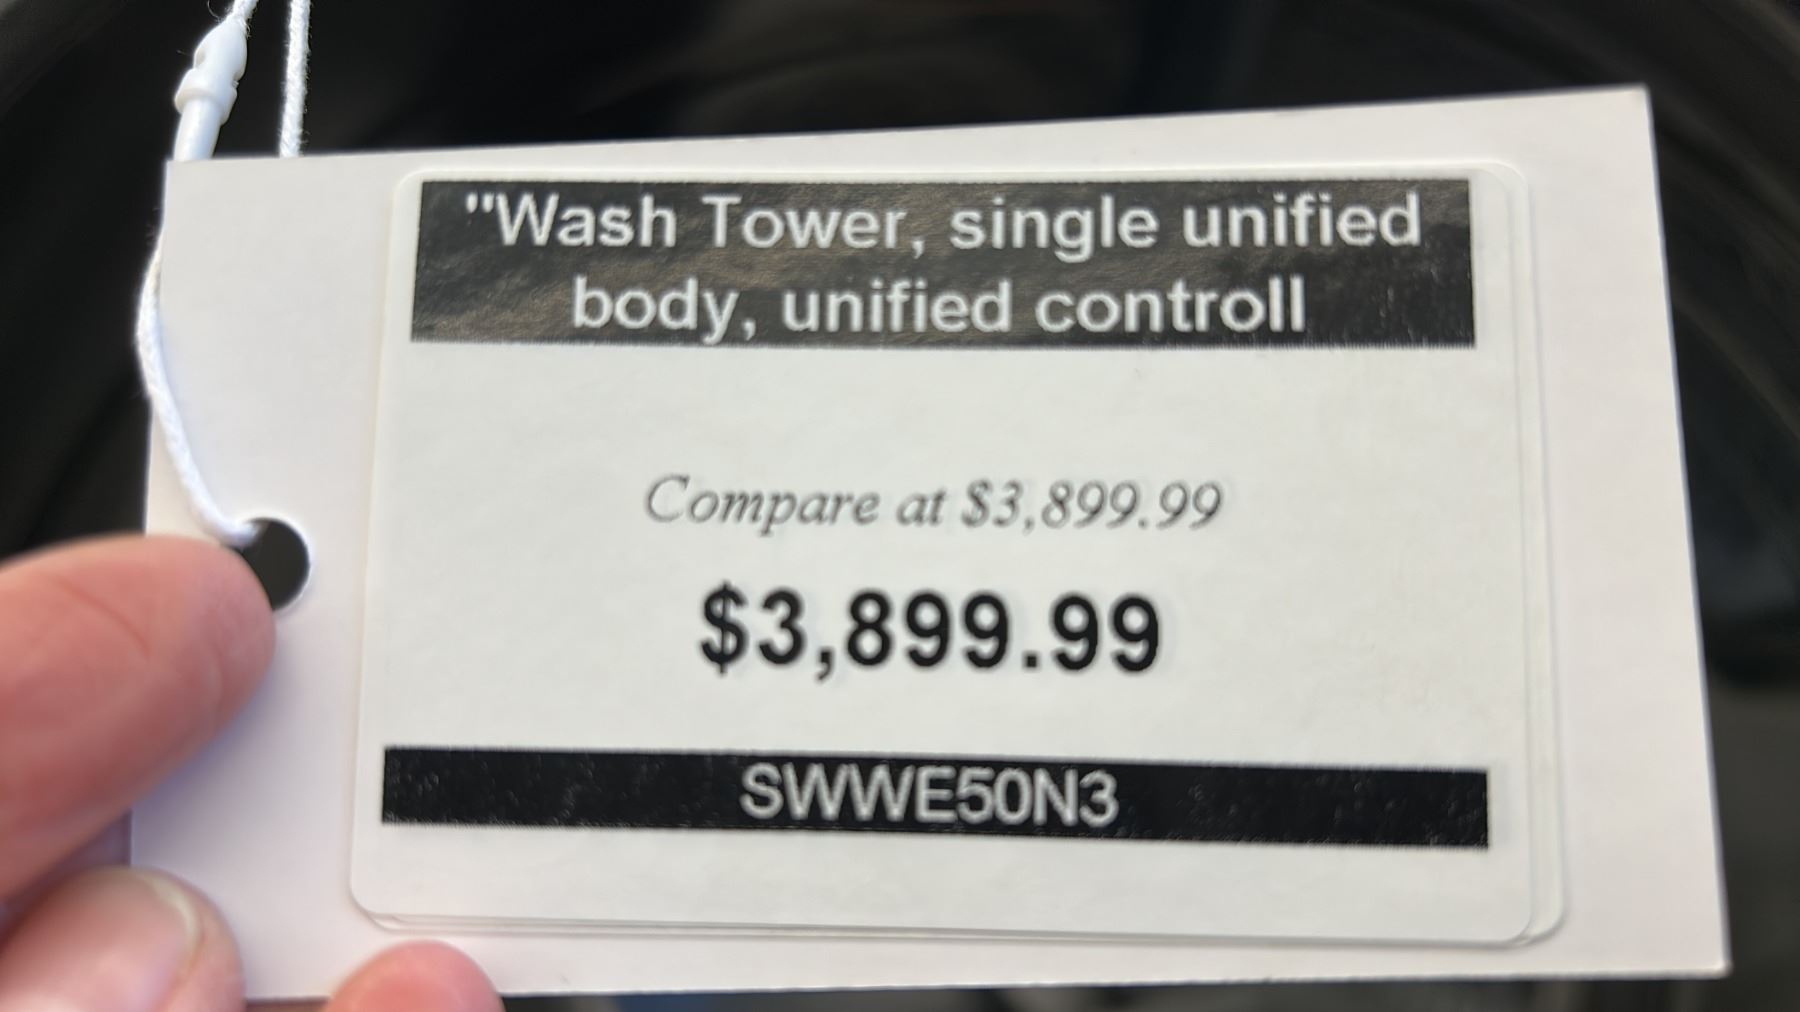 "Wash Tower, single unified
body, unified controll
Compare at $3,899.99
$3,899.99
SWWE50N3